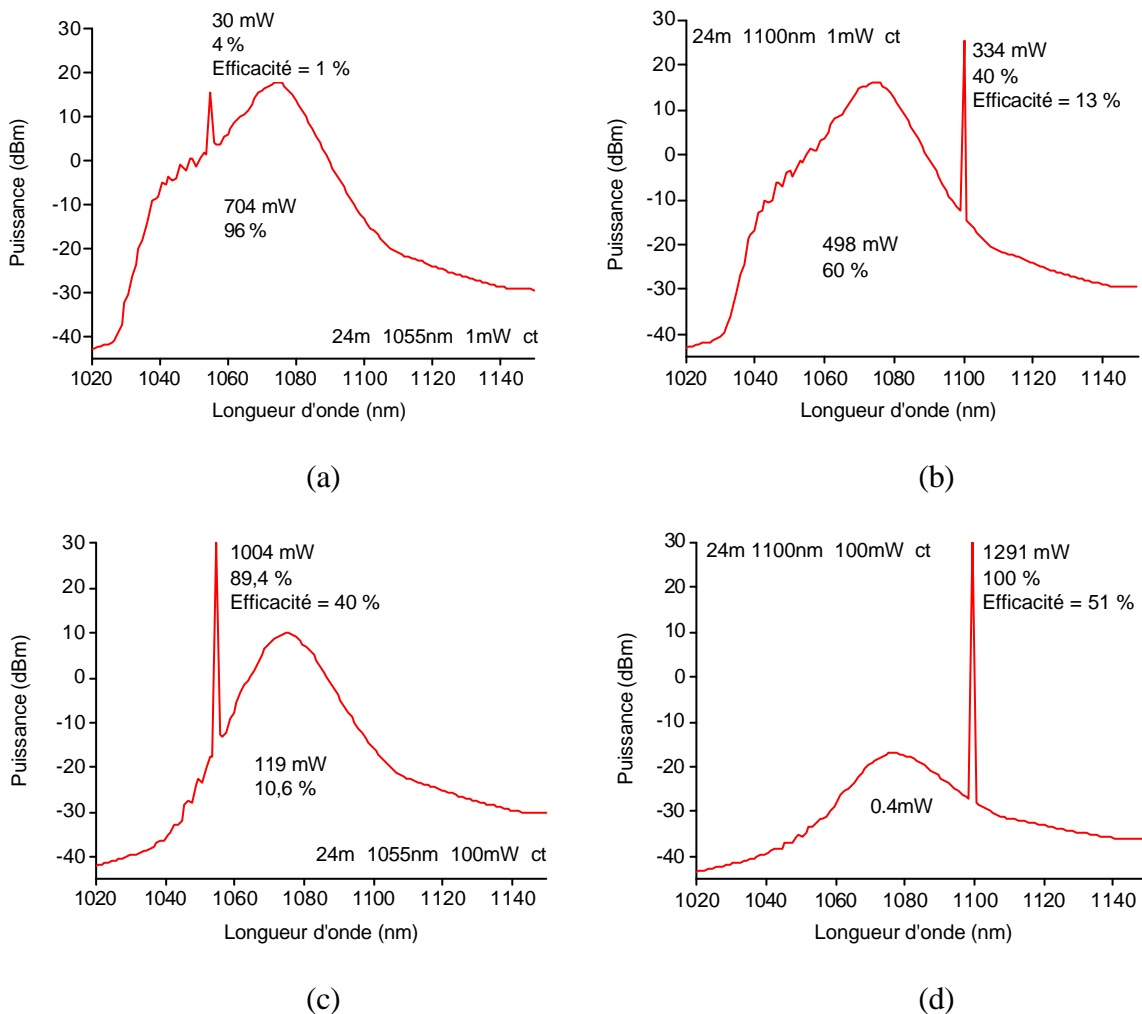 30 mW
4 %
Efficacité = 1 %
30
20
10
0
-10
-20
-30
-40
Puissance (dBm)
704 mW
96 %
24m 1055nm 1mW ct
1020 1040 1060 1080 1100 1120 1140
Longueur d'onde (nm)
(a)
24m 1100nm 1mW ct
334 mW
40 %
Efficacité = 13 %
30
20
10
0
-10
-20
-30
-40
Puissance (dBm)
498 mW
60 %
1020 1040 1060 1080 1100 1120 1140
Longueur d'onde (nm)
(b)
1004 mW
89,4 %
Efficacité = 40 %
30
20
10
0
-10
-20
-30
-40
Puissance (dBm)
119 mW
10,6 %
24m 1055nm 100mW ct
1020 1040 1060 1080 1100 1120 1140
Longueur d'onde (nm)
(c)
24m 1100nm 100mW ct
1291 mW
100 %
Efficacité = 51 %
30
20
10
0
-10
-20
-30
-40
Puissance (dBm)
0.4mW
1020 1040 1060 1080 1100 1120 1140
Longueur d'onde (nm)
(d)